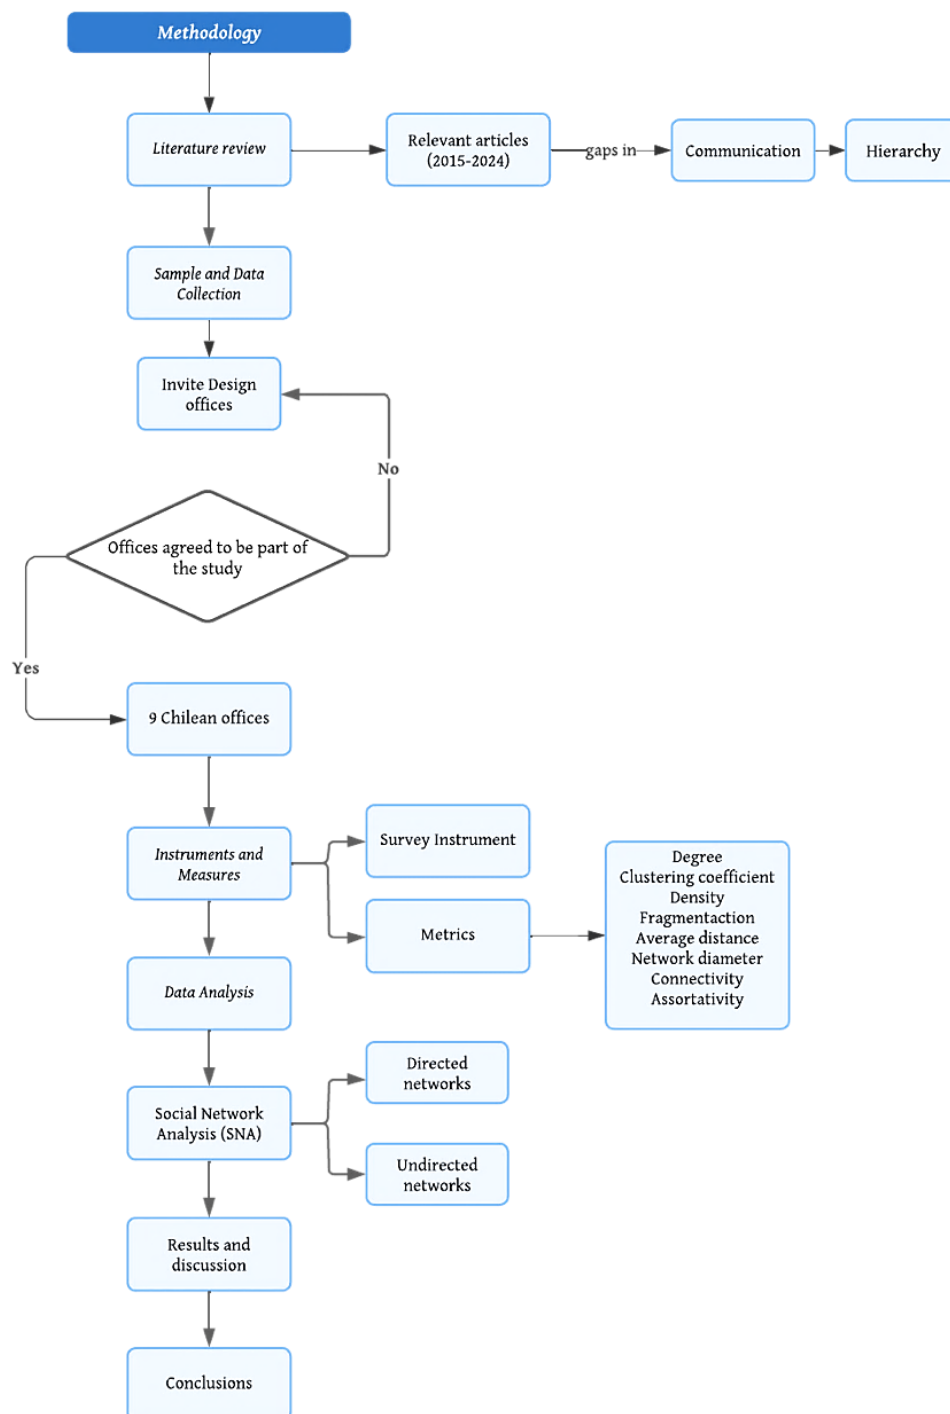 Methodology
Literature review
Relevant articles
(2015-2024)
gaps in
Communication
Hierarchy
Sample and Data
Collection
Invite Design
offices
No
Offices agreed to be part of
the study
Yes
9 Chilean offices
Instruments and
Measures
Survey Instrument
Metrics
Degree
Clustering coefficient
Density
Fragmentaction
Average distance
Network diameter
Connectivity
Assortativity
Data Analysis
Social Network
Analysis (SNA)
Directed
networks
Undirected
networks
Results and
discussion
Conclusions